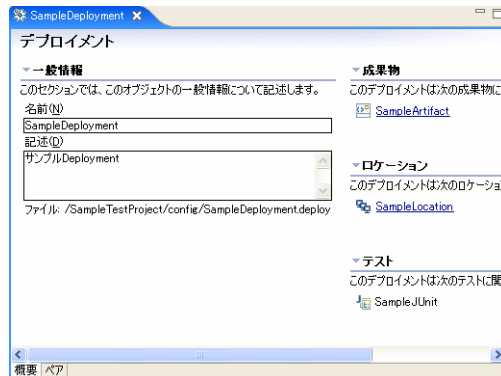 SampleDeployment
デプロイメント
一般情報
このセクションでは、このオブジェクトの一般情報について記述します。
名前(N)
SampleDeployment
記述(D)
サンプルDeployment
ファイル: /SampleTestProject/config/SampleDeployment.deploy
成果物
このデプロイメントは次の成果物に
SampleArtifact
ロケーション
このデプロイメントは次のロケーショ
SampleLocation
テスト
このデプロイメントは次のテストに関
SampleJUnit
概要 ペア